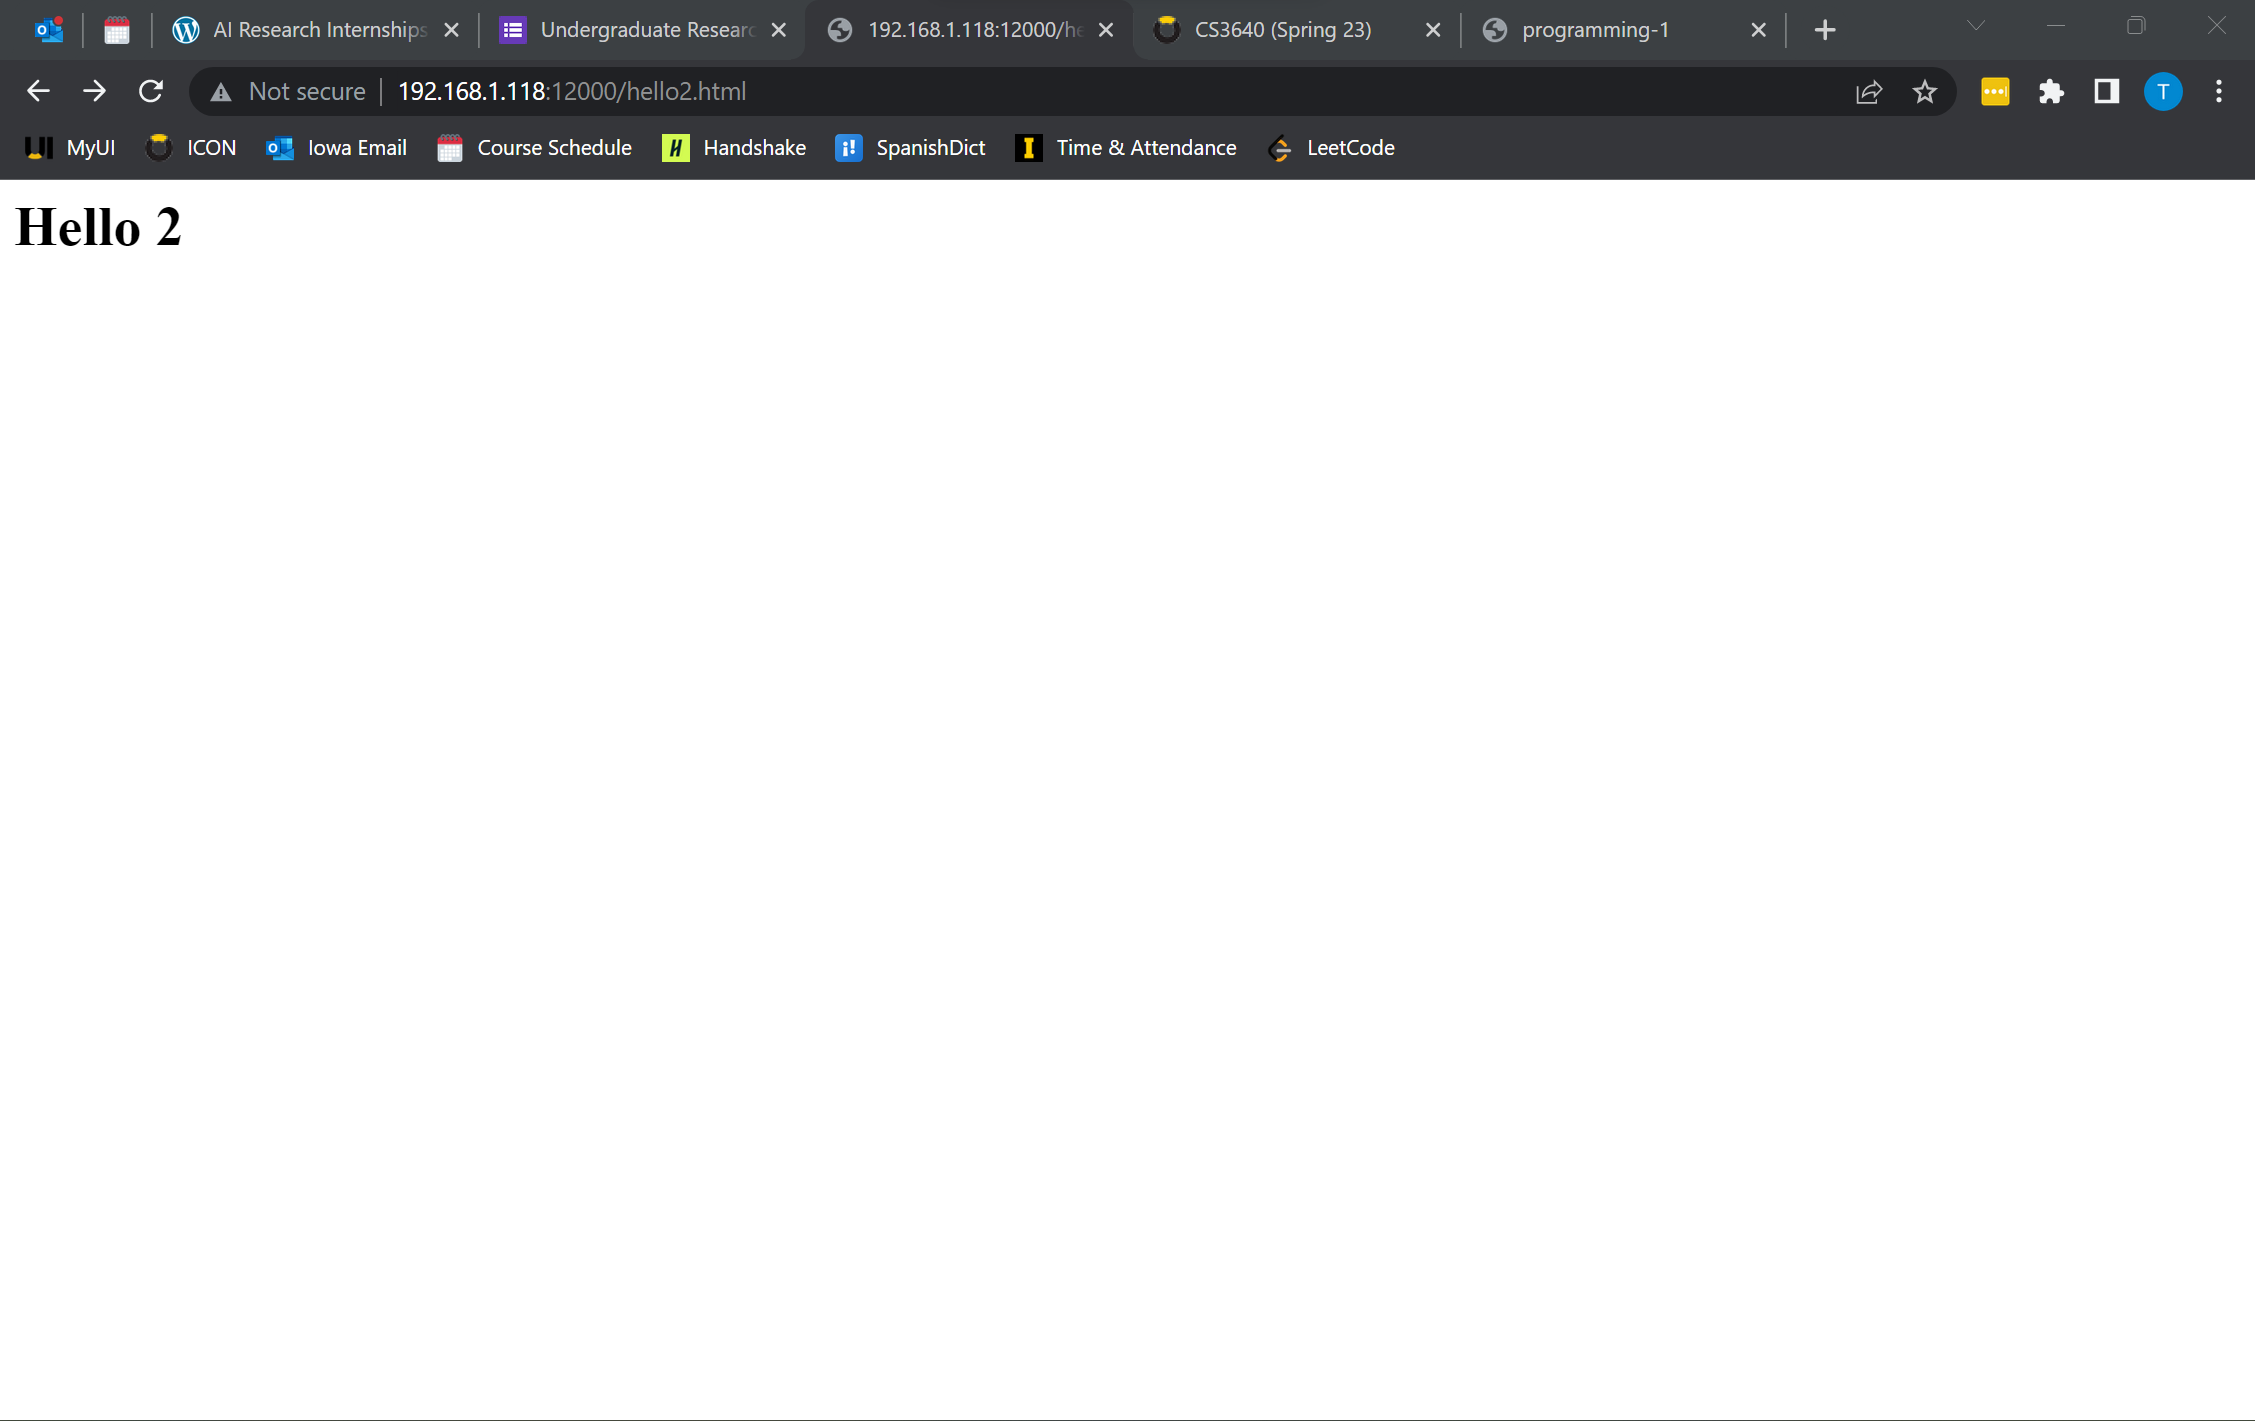 AI Research Internships
Undergraduate Researc
192.168.1.118:12000/he
CS3640 (Spring 23)
programming-1
Not secure 192.168.1.118:12000/hello2.html
T
MyUI ICON Iowa Email Course Schedule Handshake SpanishDict Time & Attendance LeetCode
Hello 2